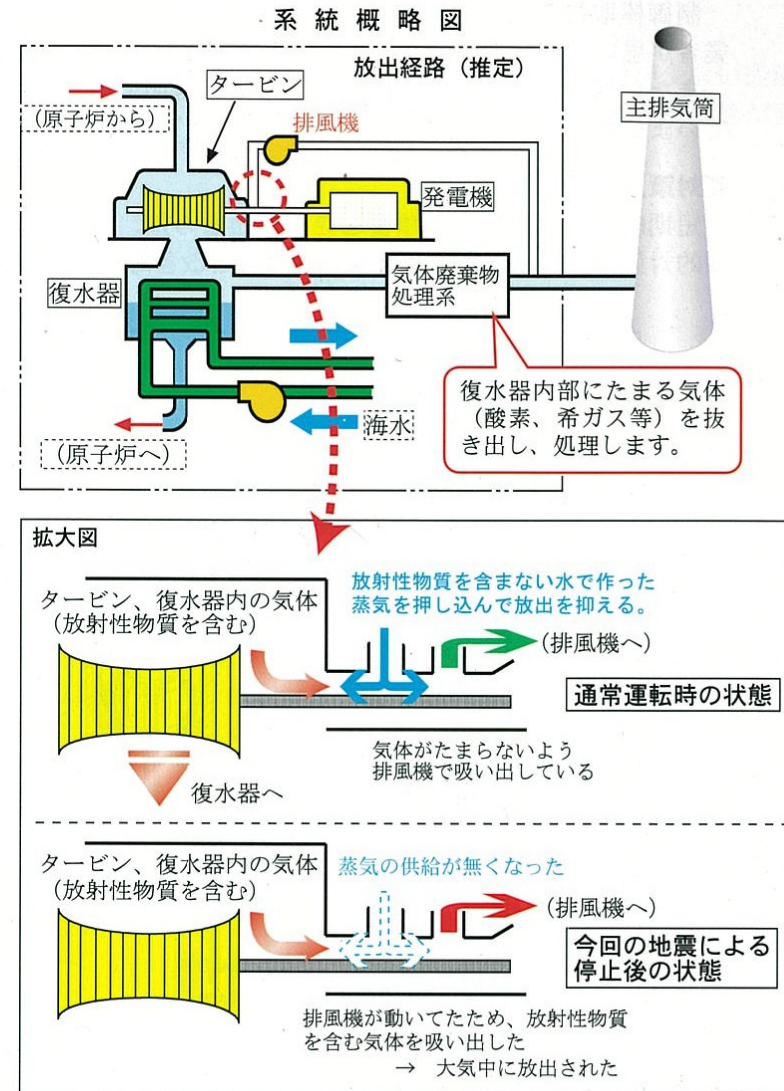 系統概略図
放出経路（推定）
タービン
（原子炉から）
排風機
主排気筒
発電機
復水器
気体廃棄物
処理系
復水器内部にたまる気体
（酸素、希ガス等）を抜
き出し、処理します。
海水
（原子炉へ）
拡大図
放射性物質を含まない水で作った
蒸気を押し込んで放出を抑える。
タービン、復水器内の気体
（放射性物質を含む）
（排風機へ）
通常運転時の状態
気体がたまらないよう
排風機で吸い出している
復水器へ
タービン、復水器内の気体
（放射性物質を含む）
蒸気の供給が無くなった
（排風機へ）
今回の地震による
停止後の状態
排風機が動いてたため、放射性物質
を含む気体を吸い出した
→ 大気中に放出された